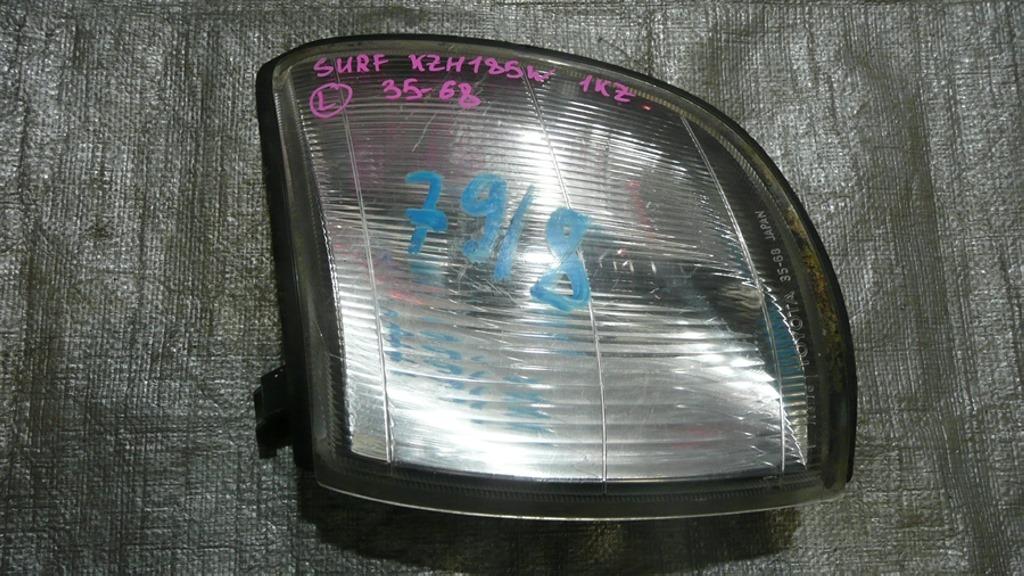 SURF KZH185W 1KZ
Ⓛ 35-68
79/8
TOYOTA 35-68 JAPAN